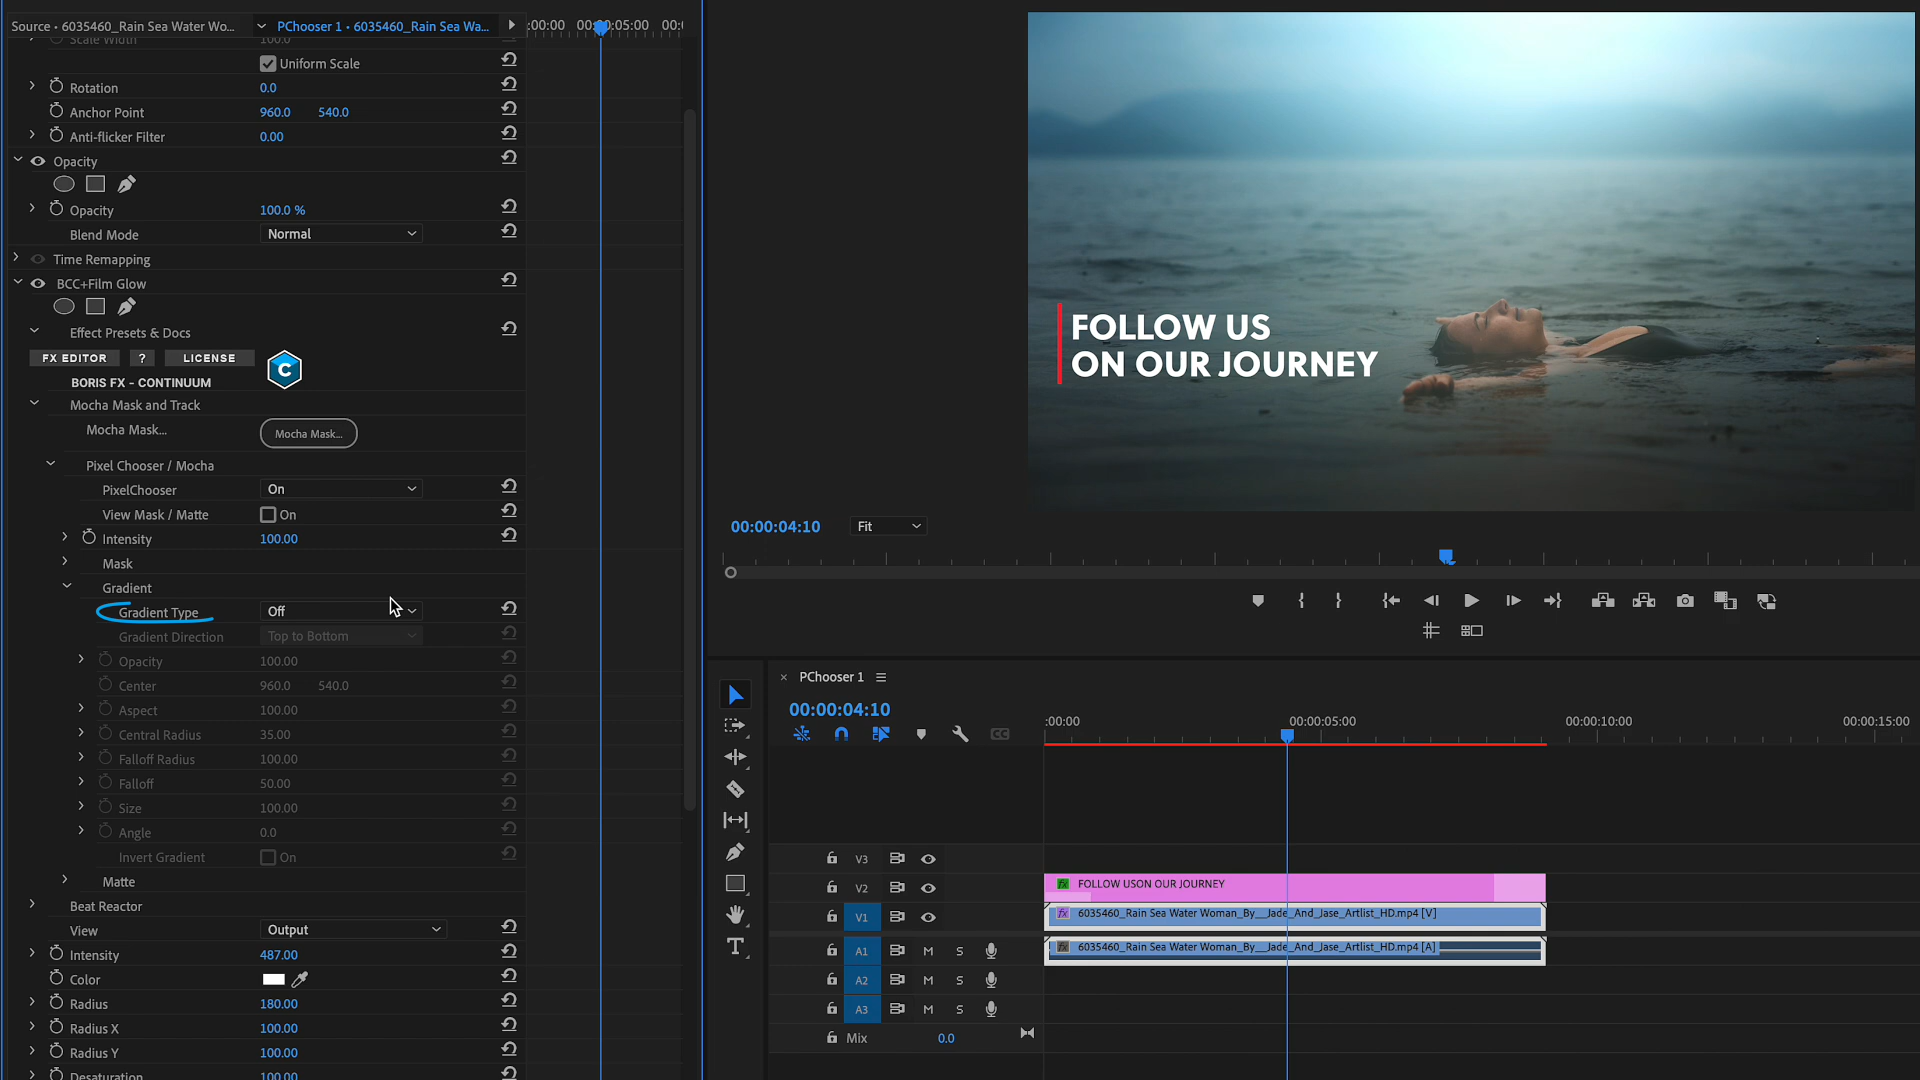 Source • 6035460_Rain Sea Water Wo...
PChooser 1 • 6035460_Rain Sea Wa...
:00:00
00:00:05:00
00:
Scale Width
100.0
Uniform Scale
Rotation
0.0
Anchor Point
960.0
540.0
Anti-flicker Filter
0.00
Opacity
Opacity
100.0 %
Blend Mode
Normal
Time Remapping
BCC+Film Glow
Effect Presets & Docs
FX EDITOR
?
LICENSE
C
BORIS FX - CONTINUUM
Mocha Mask and Track
Mocha Mask...
Mocha Mask...
Pixel Chooser / Mocha
PixelChooser
On
View Mask / Matte
On
Intensity
100.00
Mask
Gradient
Gradient Type
Off
Gradient Direction
Top to Bottom
Opacity
100.00
Center
960.0
540.0
Aspect
100.00
Central Radius
35.00
Falloff Radius
100.00
Falloff
50.00
Size
100.00
Angle
0.0
Invert Gradient
On
Matte
Beat Reactor
View
Output
Intensity
487.00
Color
Radius
180.00
Radius X
100.00
Radius Y
100.00
Desaturation
100.00
FOLLOW US
ON OUR JOURNEY
00:00:04:10
Fit
PChooser 1
00:00:04:10
CC
:00:00
00:00:05:00
00:00:10:00
00:00:15:00
V3
V2
fx
FOLLOW USON OUR JOURNEY
V1
fx
6035460_Rain Sea Water Woman_By__Jade_And_Jase_Artlist_HD.mp4 [V]
A1
M
S
fx
6035460_Rain Sea Water Woman_By__Jade_And_Jase_Artlist_HD.mp4 [A]
A2
M
S
A3
M
S
Mix
0.0